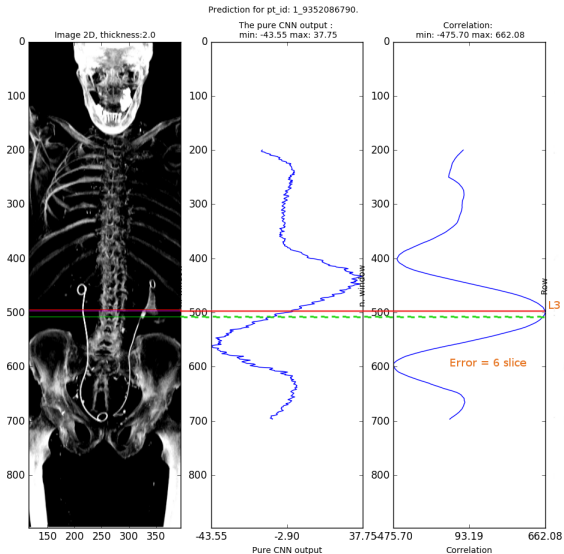 Prediction for pt_id: 1_9352086790.
Image 2D, thickness:2.0
The pure CNN output :
min: -43.55 max: 37.75
Correlation:
min: -475.70 max: 662.08
0
100
200
300
400
500
600
700
800
150 200 250 300 350
0
100
200
300
400
500
600
700
800
n. window
-43.55 -2.90 37.75
Pure CNN output
0
100
200
300
400
500
600
700
800
Row
L3
Error = 6 slice
475.70 93.19 662.08
Correlation